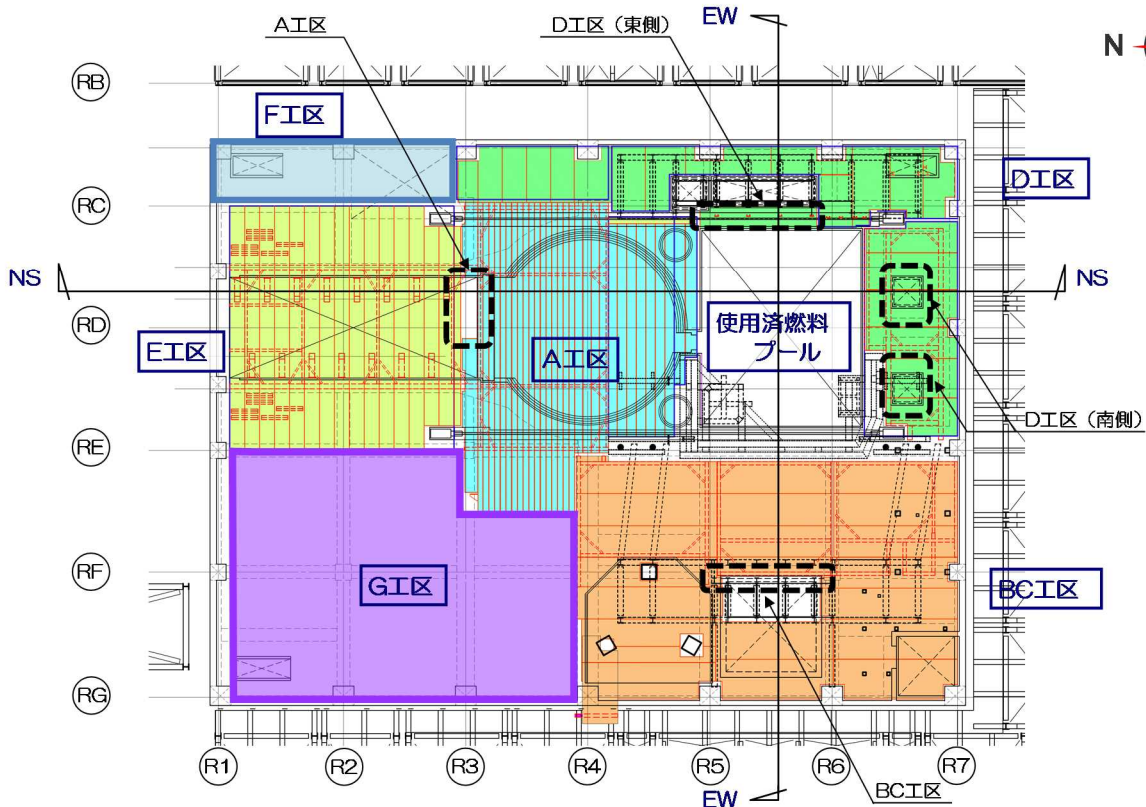 EW
A工区
D工区（東側）
N
RB
F工区
D工区
RC
NS
NS
RD
使用済燃料
プール
E工区
A工区
D工区（南側）
RE
RF
G工区
BC工区
RG
R1
R2
R3
R4
R5
R6
R7
EW
BC工区